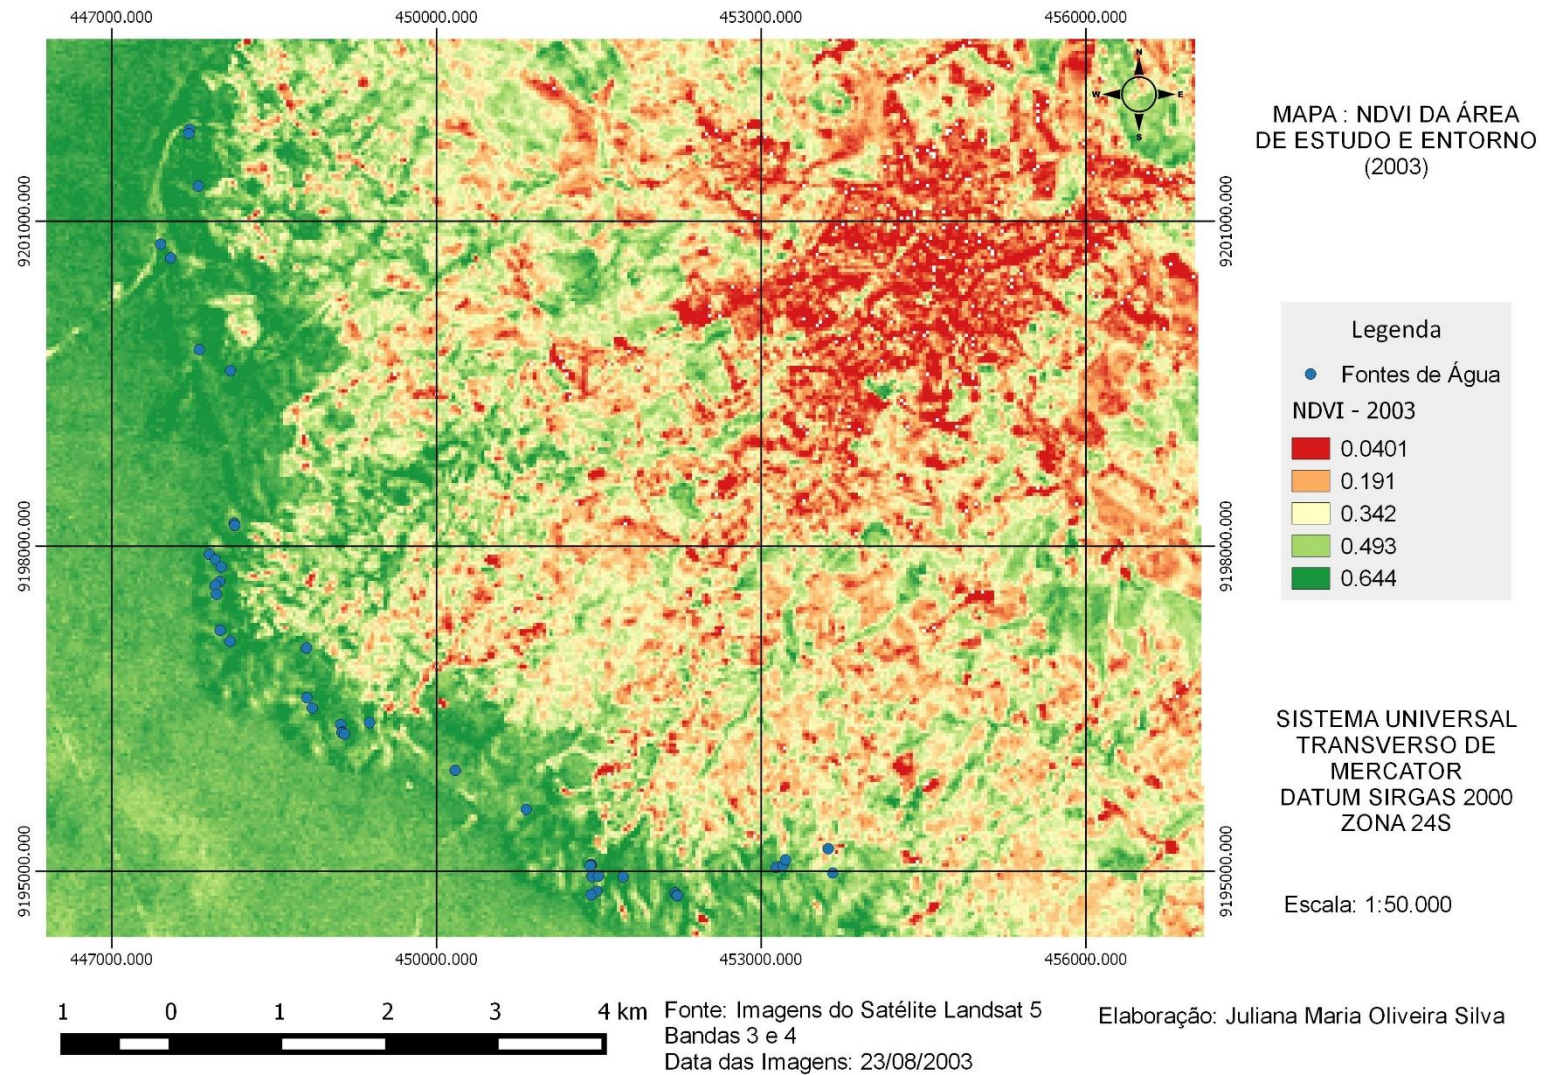 447000.000 450000.000 453000.000 456000.000
N
W E
S
MAPA : NDVI DA ÁREA
DE ESTUDO E ENTORNO
(2003)
9201000.000 9201000.000
Legenda
Fontes de Água
NDVI - 2003
0.0401
0.191
0.342
0.493
0.644
9198000.000 9198000.000
SISTEMA UNIVERSAL
TRANSVERSO DE
MERCATOR
DATUM SIRGAS 2000
ZONA 24S
9195000.000 9195000.000
Escala: 1:50.000
447000.000 450000.000 453000.000 456000.000
1 0 1 2 3 4 km
Fonte: Imagens do Satélite Landsat 5
Bandas 3 e 4
Data das Imagens: 23/08/2003
Elaboração: Juliana Maria Oliveira Silva